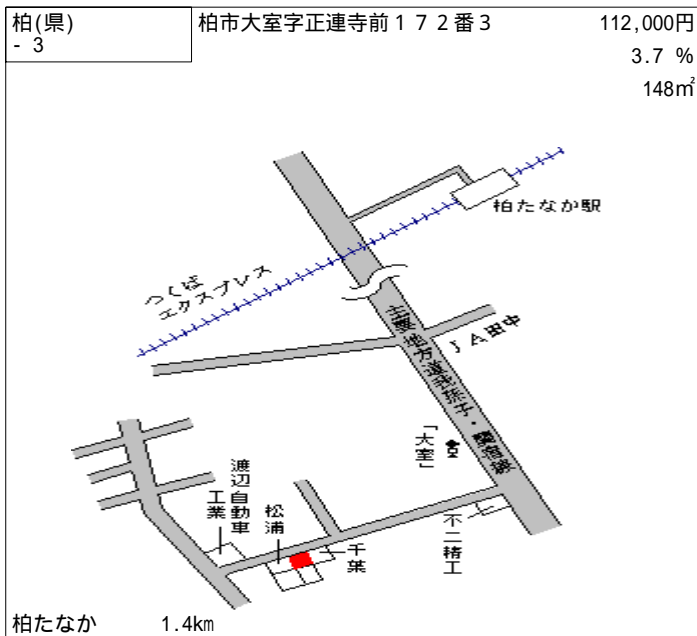 柏(県)
- 3
柏市大室字正連寺前１７２番３
112,000円
3.7 %
148㎡
柏たなか駅
つくば
エクスプレス
主要地方道我孫子・関宿線
ＪＡ田中
「大室」
渡辺自動車
工業
松浦
千葉
不二精工
柏たなか 1.4km